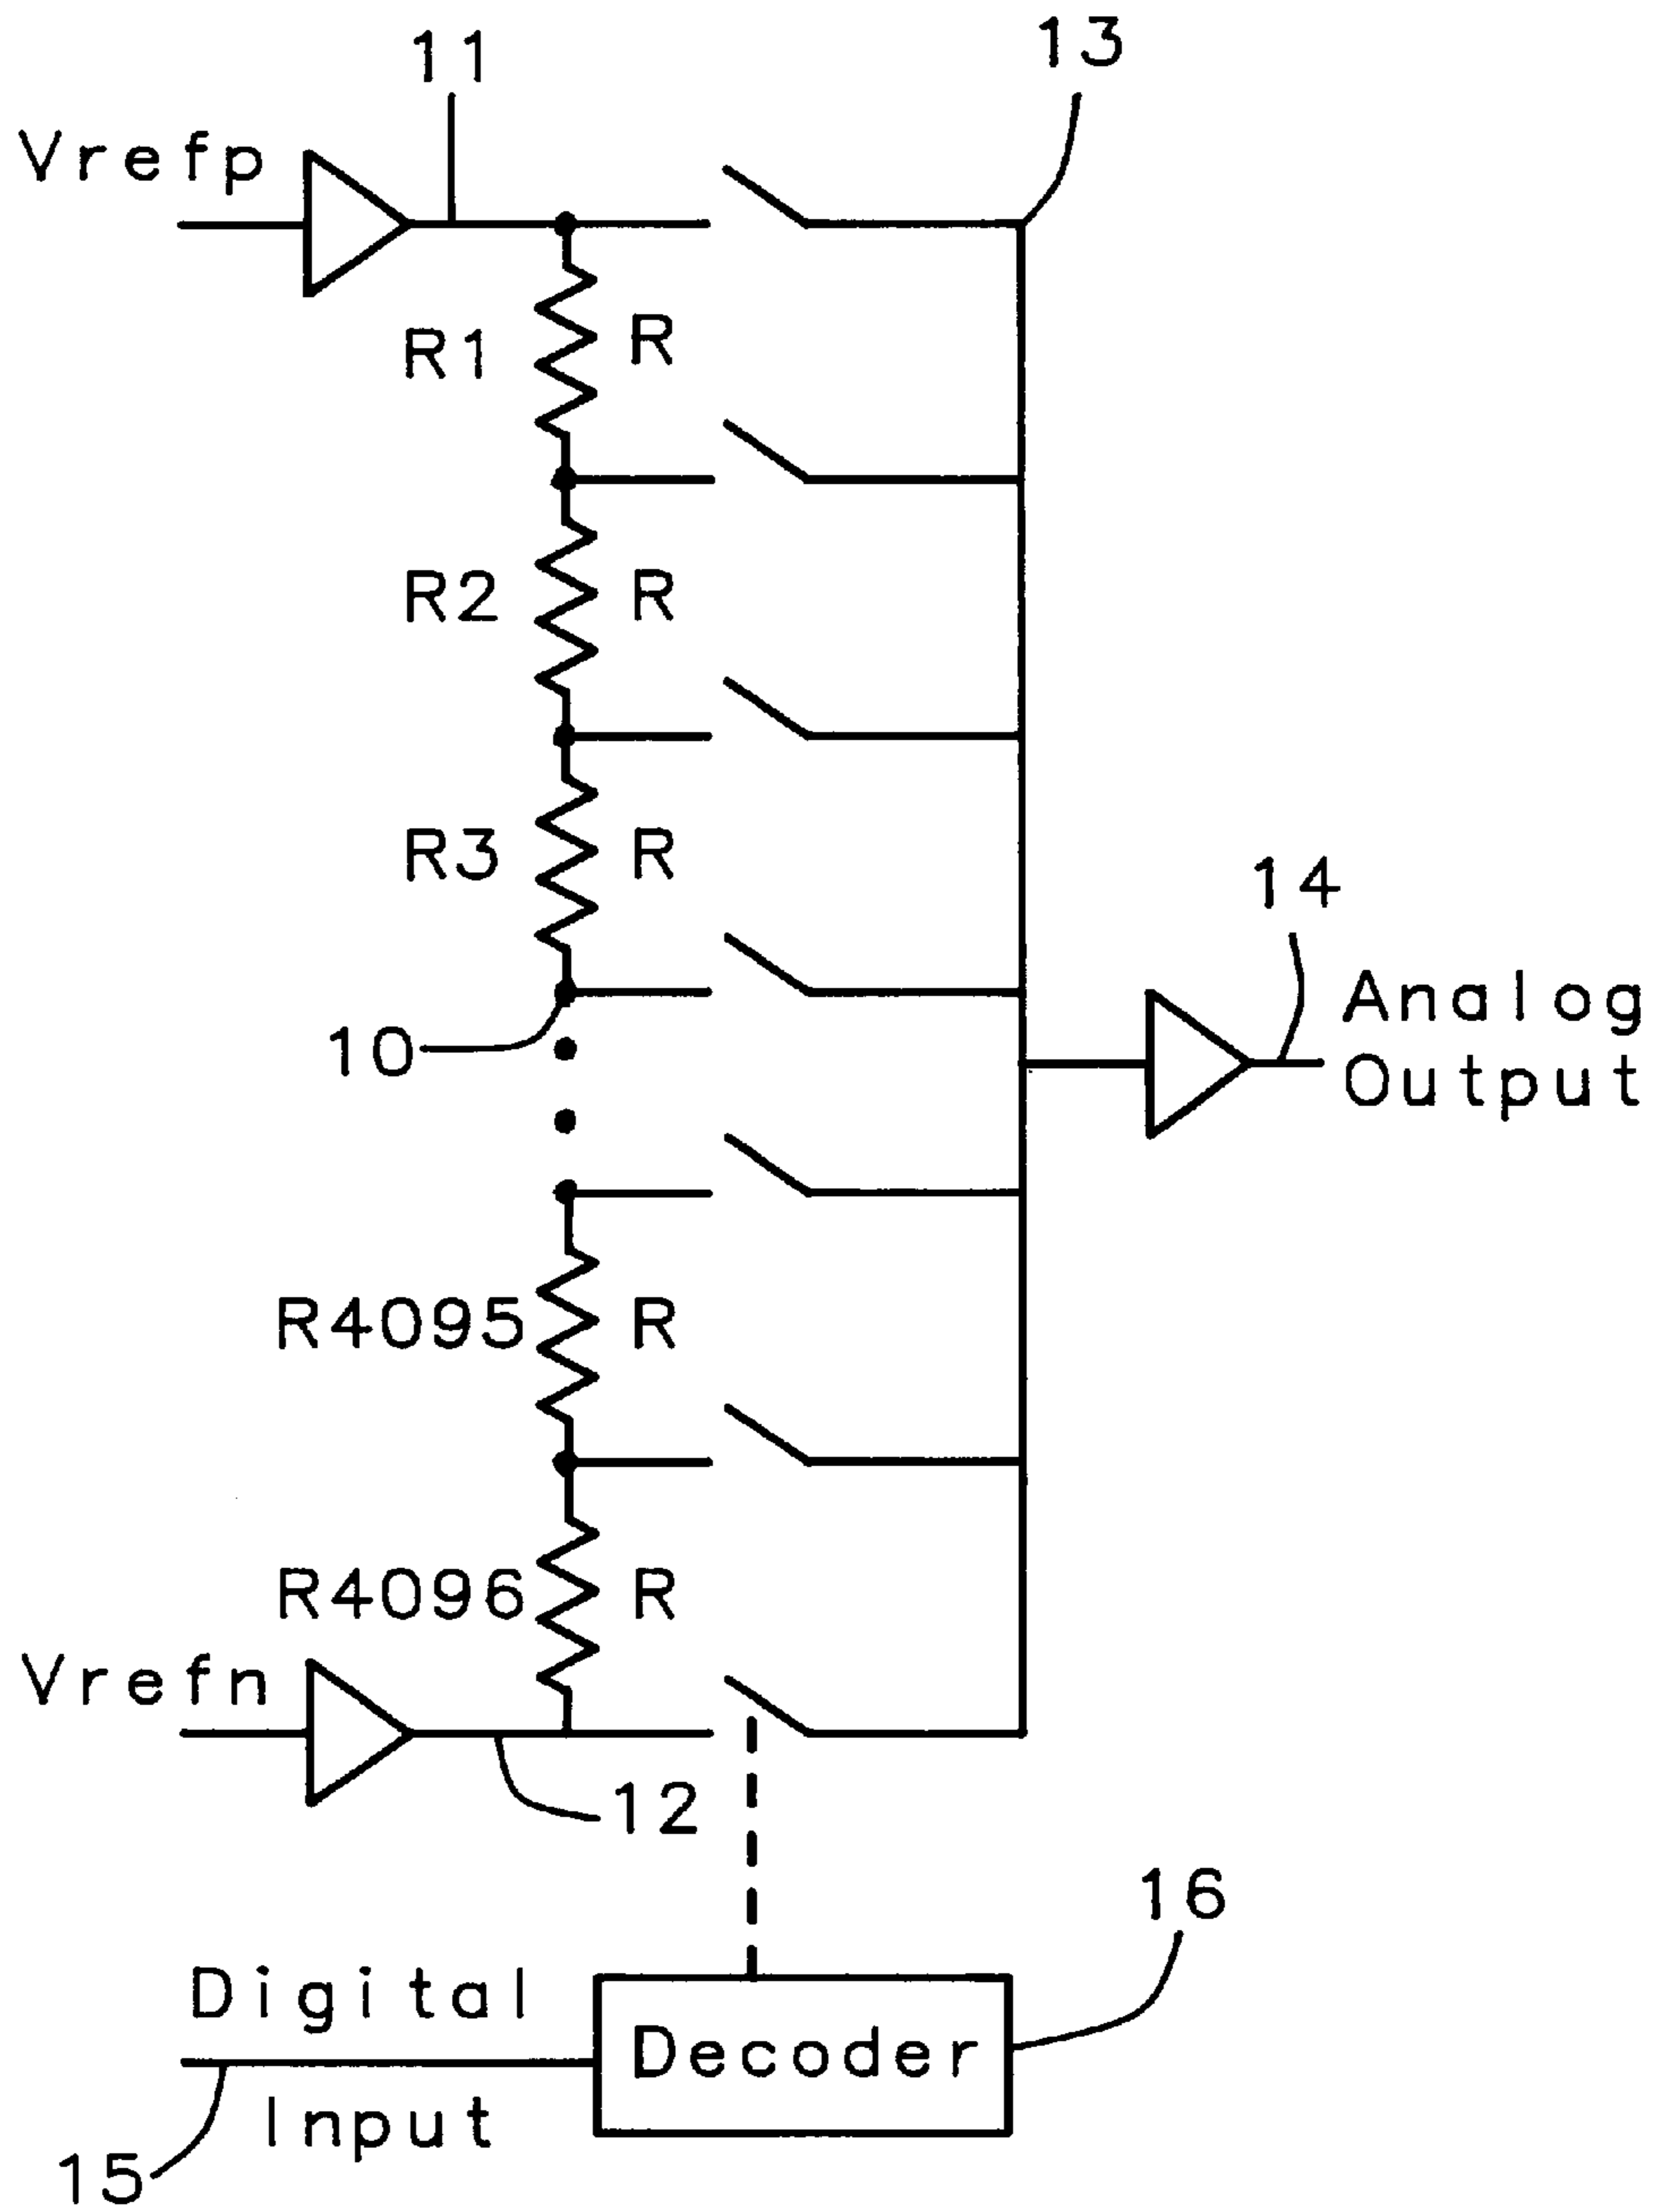 11
13
Vrefp
R1 R
R2 R
R3 R
14
Analog
Output
10
R4095 R
R4096 R
Vrefn
12
16
Digital
Input
Decoder
15